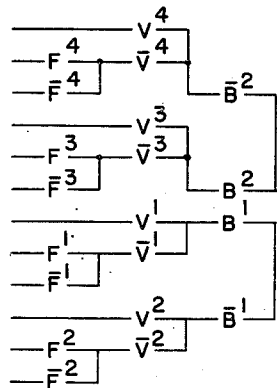 V⁴
F⁴ V̄⁴
F̄⁴ B̄²
V³
F³ V̄³
F̄³ B²
V¹ B¹
F¹ V̄¹
F̄¹
V² B̄¹
F² V̄²
F̄²